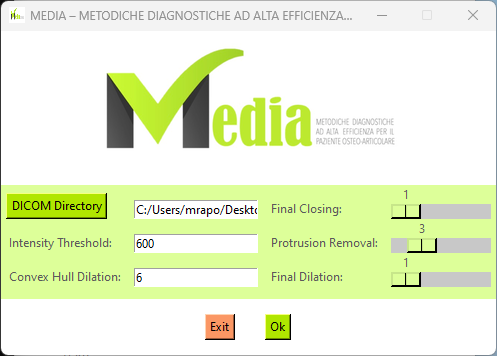 MEDIA – METODICHE DIAGNOSTICHE AD ALTA EFFICIENZA...
Media
METODICHE DIAGNOSTICHE
AD ALTA EFFICIENZA PER IL
PAZIENTE OSTEO-ARTICOLARE
DICOM Directory C:/Users/mrapo/Deskto Final Closing: 1
Intensity Threshold: 600 Protrusion Removal: 3
Convex Hull Dilation: 6 Final Dilation: 1
Exit Ok